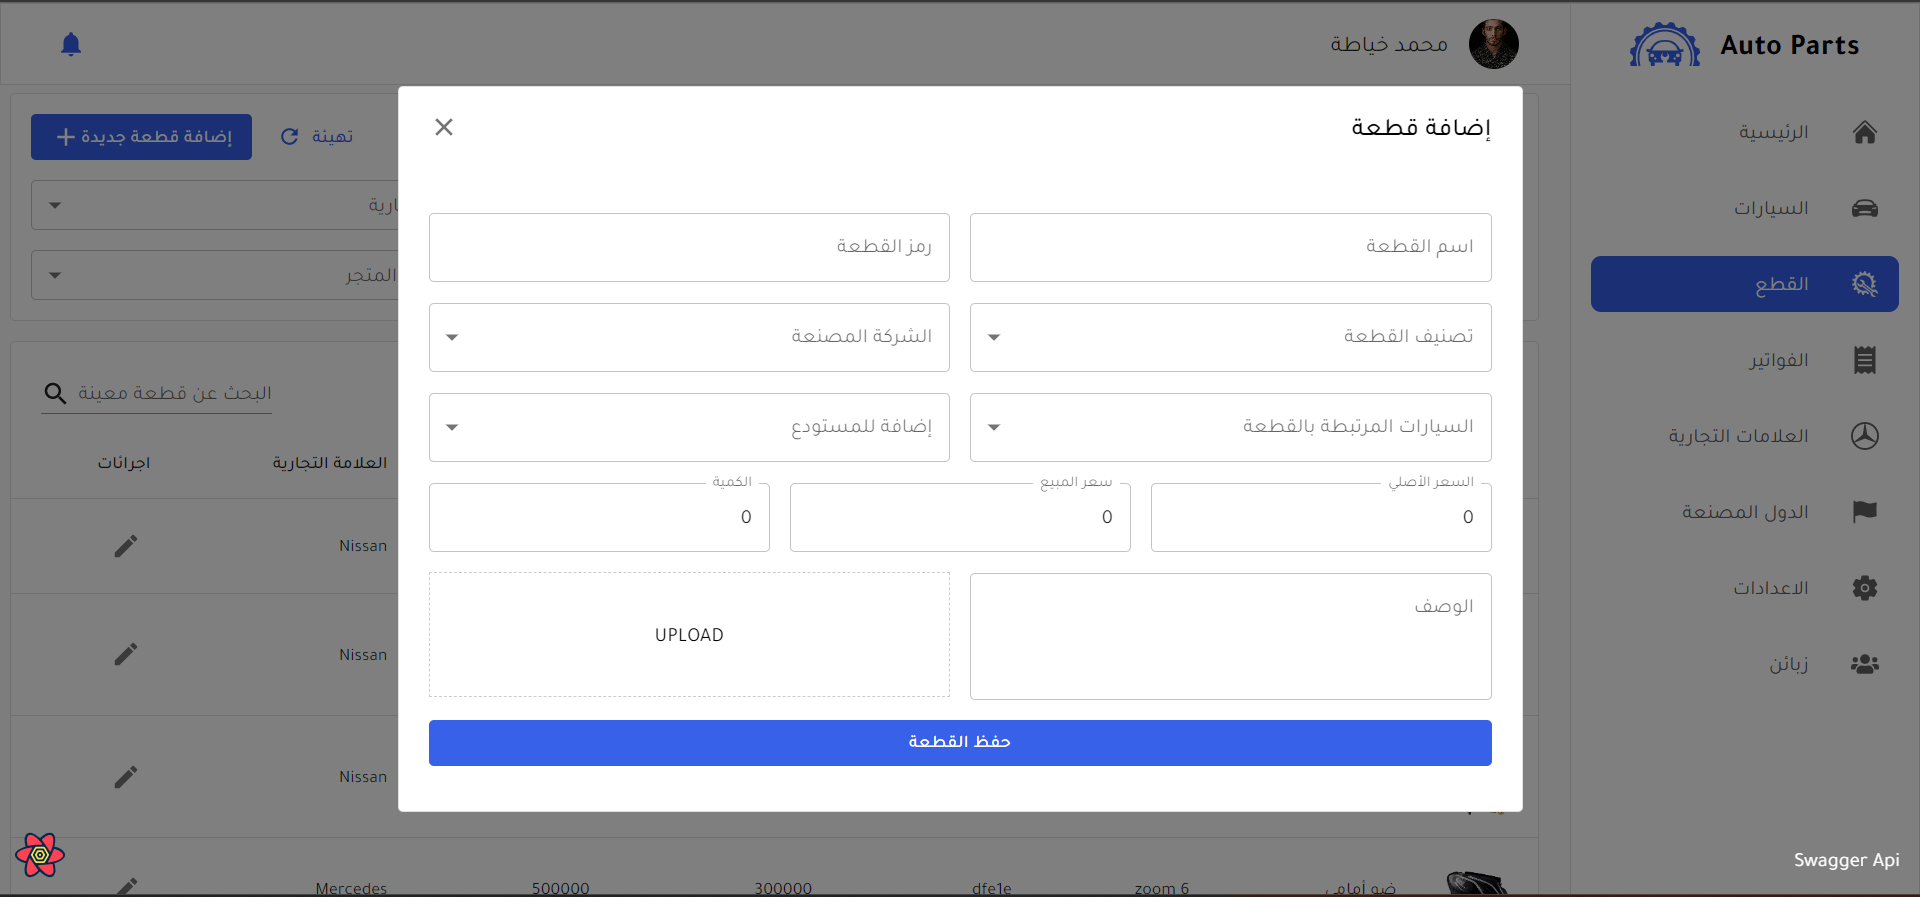 Auto Parts
محمد خياطة
الرئيسية
السيارات
القطع
الفواتير
العلامات التجارية
الدول المصنعة
الاعدادات
زبائن
Swagger Api
تهيئة
إضافة قطعة جديدة
المتجر
البحث عن قطعة معينة
العلامة التجارية
اجرائات
Nissan
Nissan
Nissan
ضو أمامي
zoom 6
dfe1e
300000
500000
Mercedes
إضافة قطعة
اسم القطعة
رمز القطعة
تصنيف القطعة
الشركة المصنعة
السيارات المرتبطة بالقطعة
إضافة للمستودع
السعر الأصلي
0
سعر المبيع
0
الكمية
0
الوصف
UPLOAD
حفظ القطعة